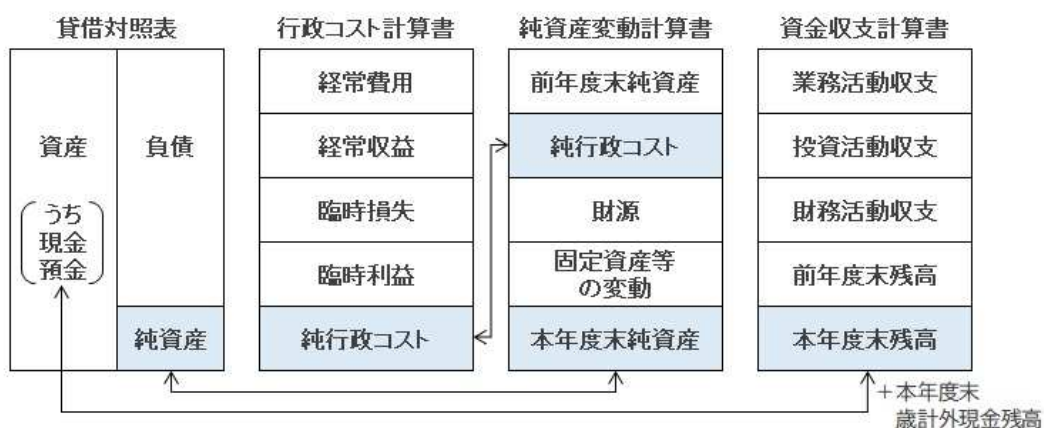 貸借対照表
資産
うち
現金
預金
負債
純資産
行政コスト計算書
経常費用
経常収益
臨時損失
臨時利益
純行政コスト
純資産変動計算書
前年度末純資産
純行政コスト
財源
固定資産等
の変動
本年度末純資産
資金収支計算書
業務活動収支
投資活動収支
財務活動収支
前年度末残高
本年度末残高
＋本年度末
歳計外現金残高